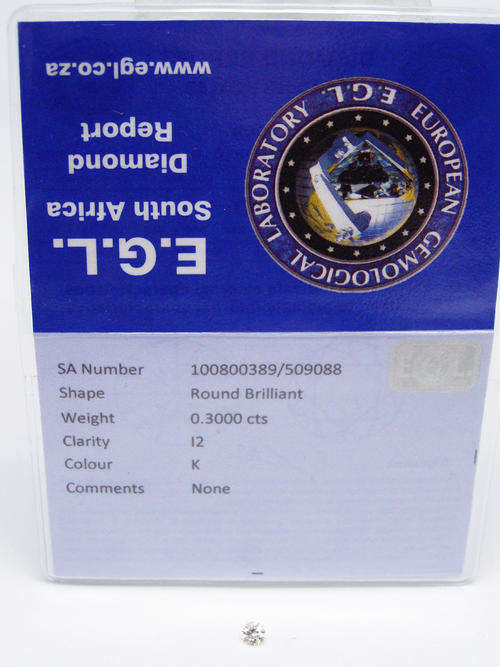 E.G.L.
South Africa
Diamond
Report
www.egl.co.za
E.G.L. EUROPEAN GEMOLOGICAL LABORATORY
E.G.L.
SA Number 100800389/509088
Shape Round Brilliant
Weight 0.3000 cts
Clarity I2
Colour K
Comments None